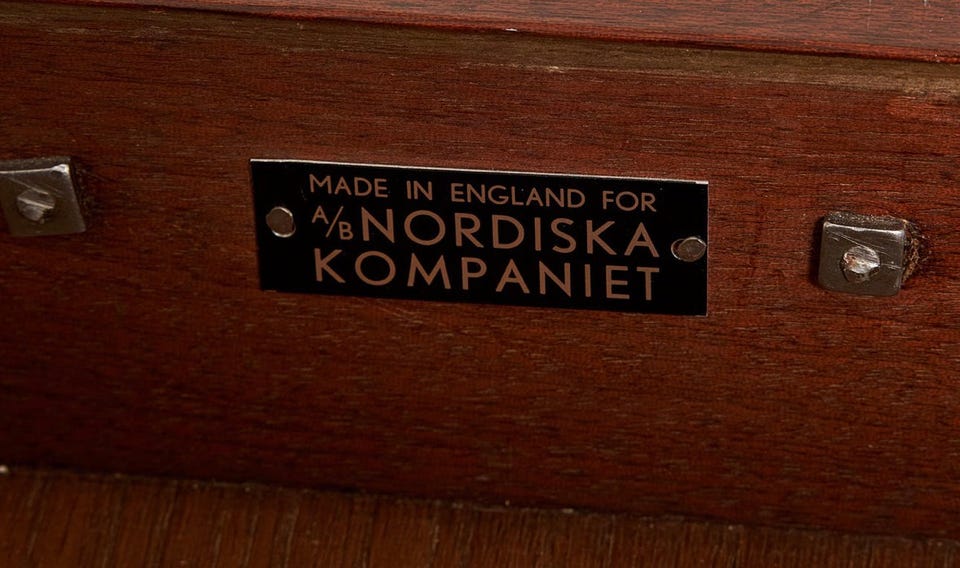 MADE IN ENGLAND FOR
A/B NORDISKA
KOMPANIET